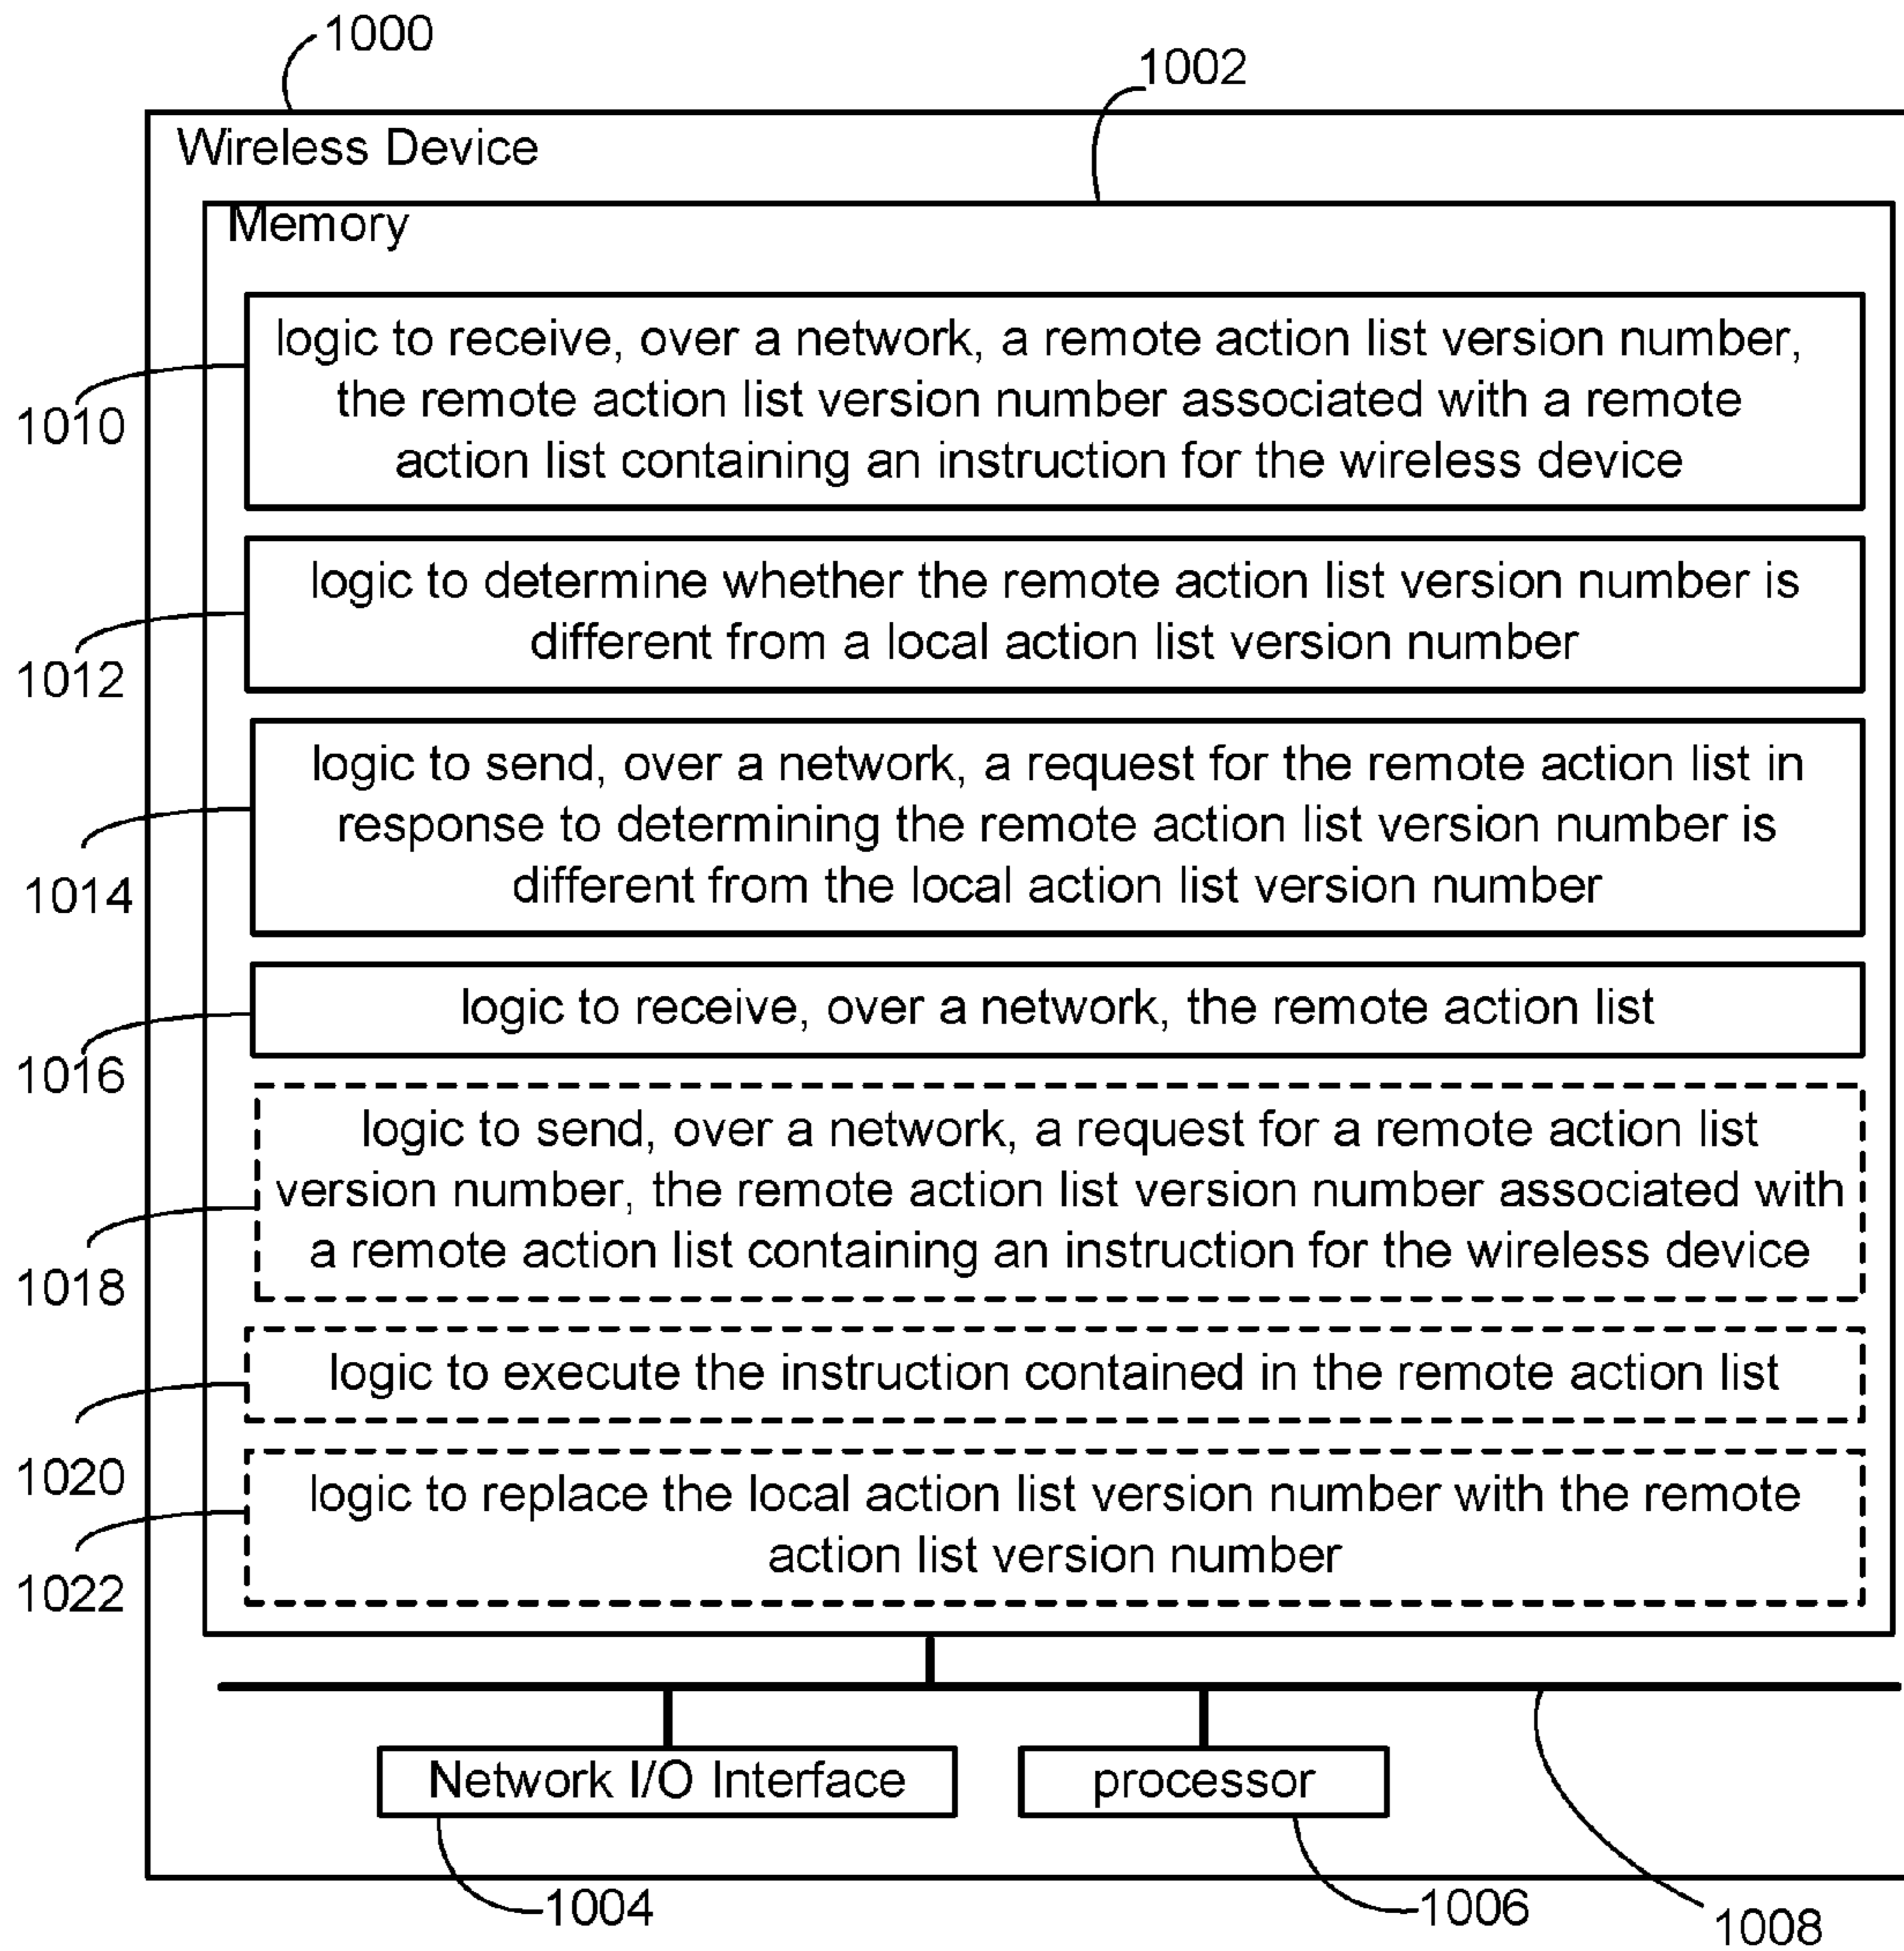 1000
1002
Wireless Device
Memory
logic to receive, over a network, a remote action list version number,
the remote action list version number associated with a remote
action list containing an instruction for the wireless device
1010
logic to determine whether the remote action list version number is
different from a local action list version number
1012
logic to send, over a network, a request for the remote action list in
response to determining the remote action list version number is
different from the local action list version number
1014
logic to receive, over a network, the remote action list
1016
logic to send, over a network, a request for a remote action list
version number, the remote action list version number associated with
a remote action list containing an instruction for the wireless device
1018
logic to execute the instruction contained in the remote action list
1020
logic to replace the local action list version number with the remote
action list version number
1022
Network I/O Interface
processor
1004
1006
1008